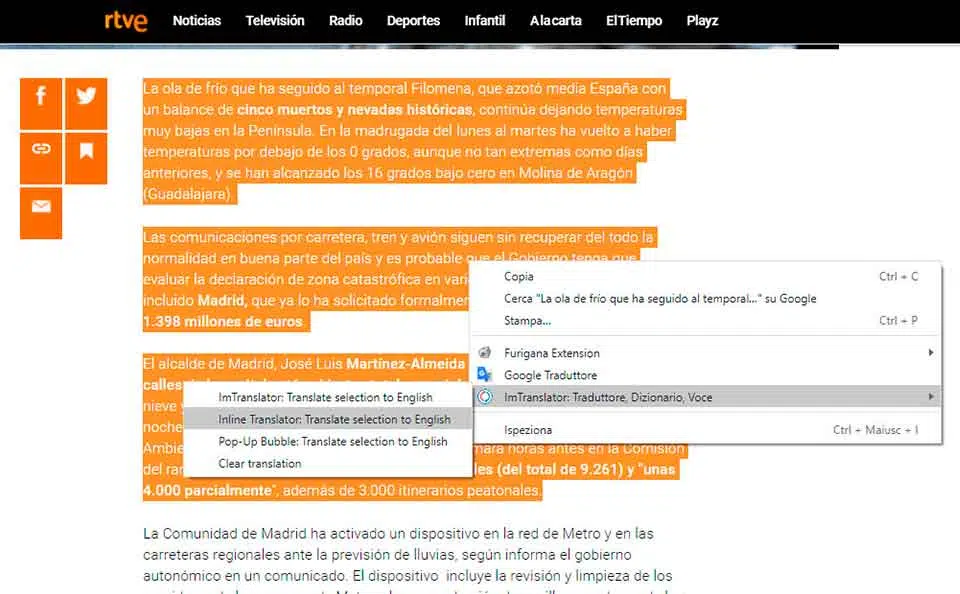 rtve Noticias Televisión Radio Deportes Infantil Alacarta ElTiempo Playz
La ola de frío que ha seguido al temporal Filomena, que azotó media España con
un balance de cinco muertos y nevadas históricas, continúa dejando temperaturas
muy bajas en la Península. En la madrugada del lunes al martes ha vuelto a haber
temperaturas por debajo de los 0 grados, aunque no tan extremas como días
anteriores, y se han alcanzado los 16 grados bajo cero en Molina de Aragón
(Guadalajara).
Las comunicaciones por carretera, tren y avión siguen sin recuperar del todo la
normalidad en buena parte del país y es probable que el Gobierno tenga que
evaluar la declaración de zona catastrófica en vari
incluido Madrid, que ya lo ha solicitado formalmen
1.398 millones de euros.
El alcalde de Madrid, José Luis Martínez-Almeida
calles
nieve
noche
Ambie
del ran
mara horas antes en la Comisión
les (del total de 9.261) y "unas
4.000 parcialmente", además de 3.000 itinerarios peatonales.
La Comunidad de Madrid ha activado un dispositivo en la red de Metro y en las
carreteras regionales ante la previsión de lluvias, según informa el gobierno
autonómico en un comunicado. El dispositivo incluye la revisión y limpieza de los
Copia Ctrl + C
Cerca "La ola de frío que ha seguido al temporal..." su Google
Stampa... Ctrl + P
Furigana Extension
Google Traduttore
ImTranslator: Traduttore, Dizionario, Voce
Ispeziona Ctrl + Maiusc + I
ImTranslator: Translate selection to English
Inline Translator: Translate selection to English
Pop-Up Bubble: Translate selection to English
Clear translation